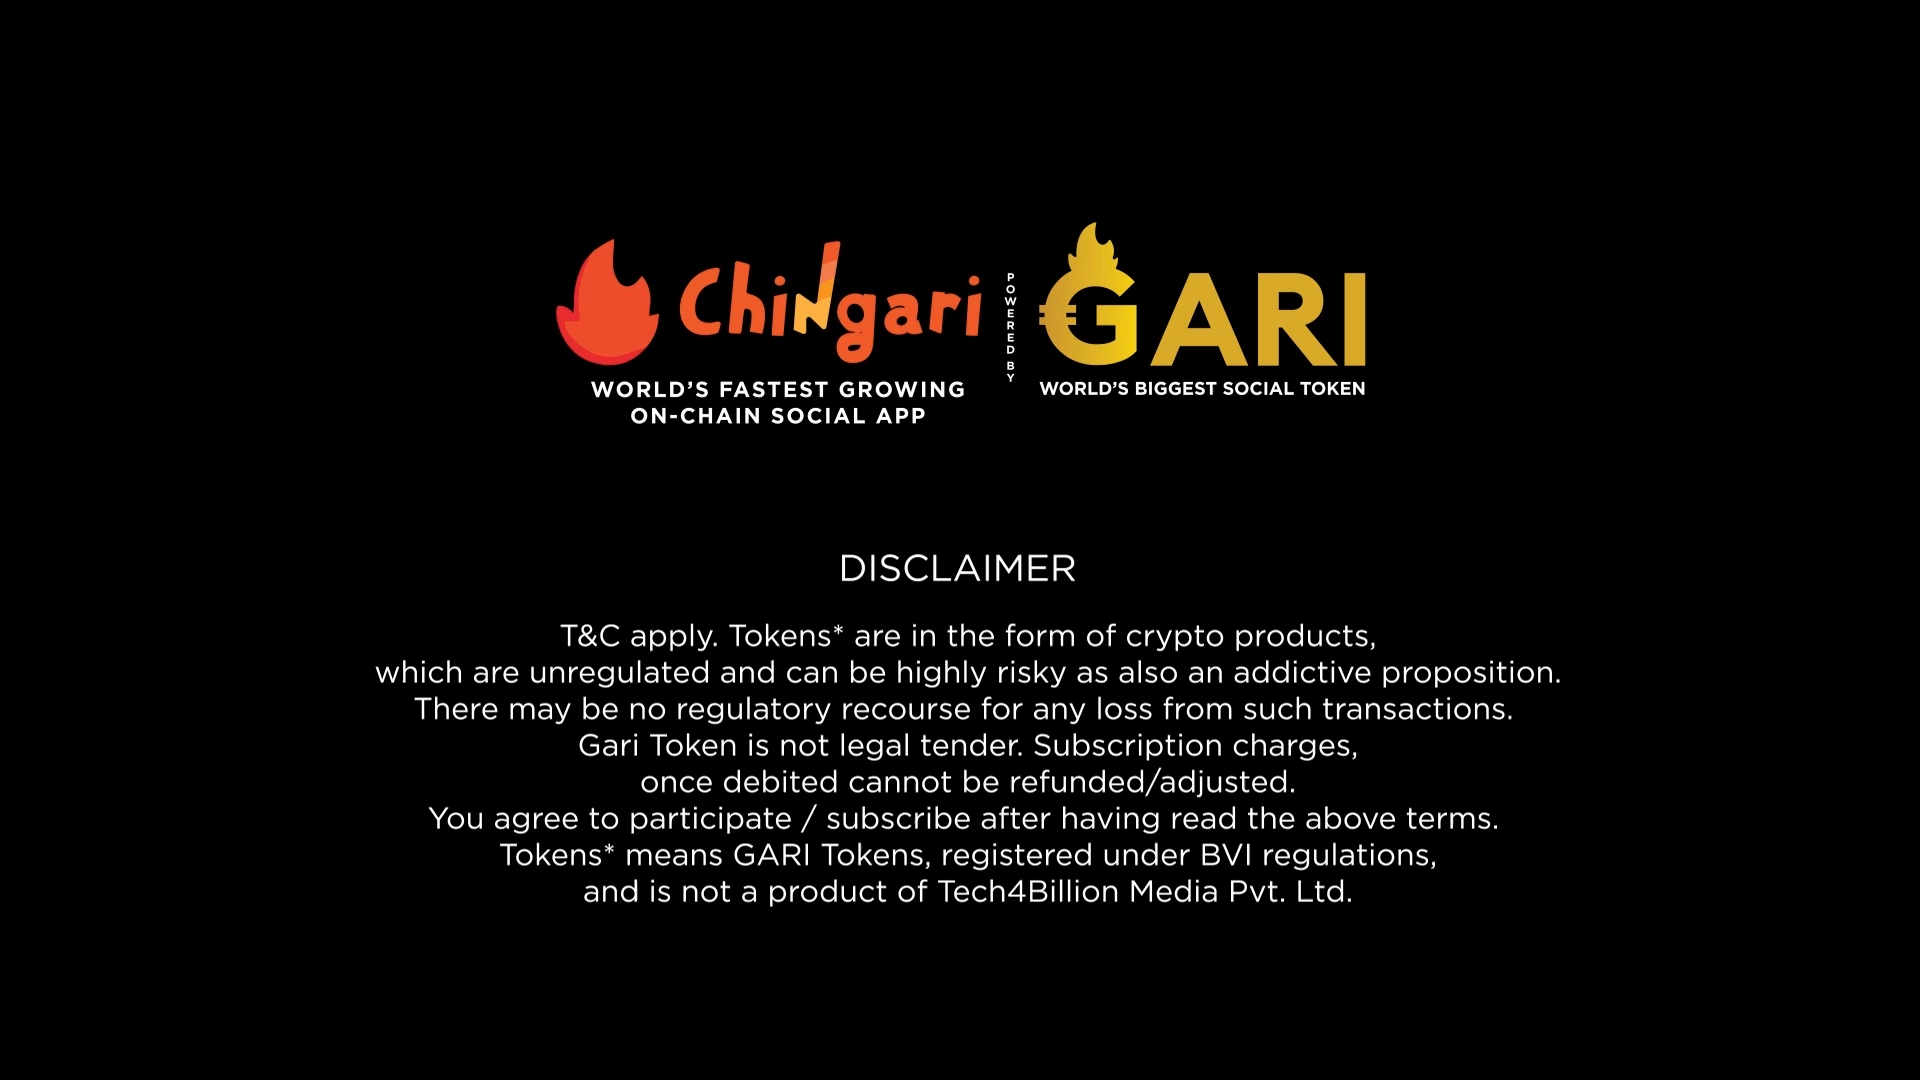 Chingari
WORLD'S FASTEST GROWING
ON-CHAIN SOCIAL APP
POWERED BY
GARI
WORLD'S BIGGEST SOCIAL TOKEN
DISCLAIMER
T&C apply. Tokens* are in the form of crypto products,
which are unregulated and can be highly risky as also an addictive proposition.
There may be no regulatory recourse for any loss from such transactions.
Gari Token is not legal tender. Subscription charges,
once debited cannot be refunded/adjusted.
You agree to participate / subscribe after having read the above terms.
Tokens* means GARI Tokens, registered under BVI regulations,
and is not a product of Tech4Billion Media Pvt. Ltd.